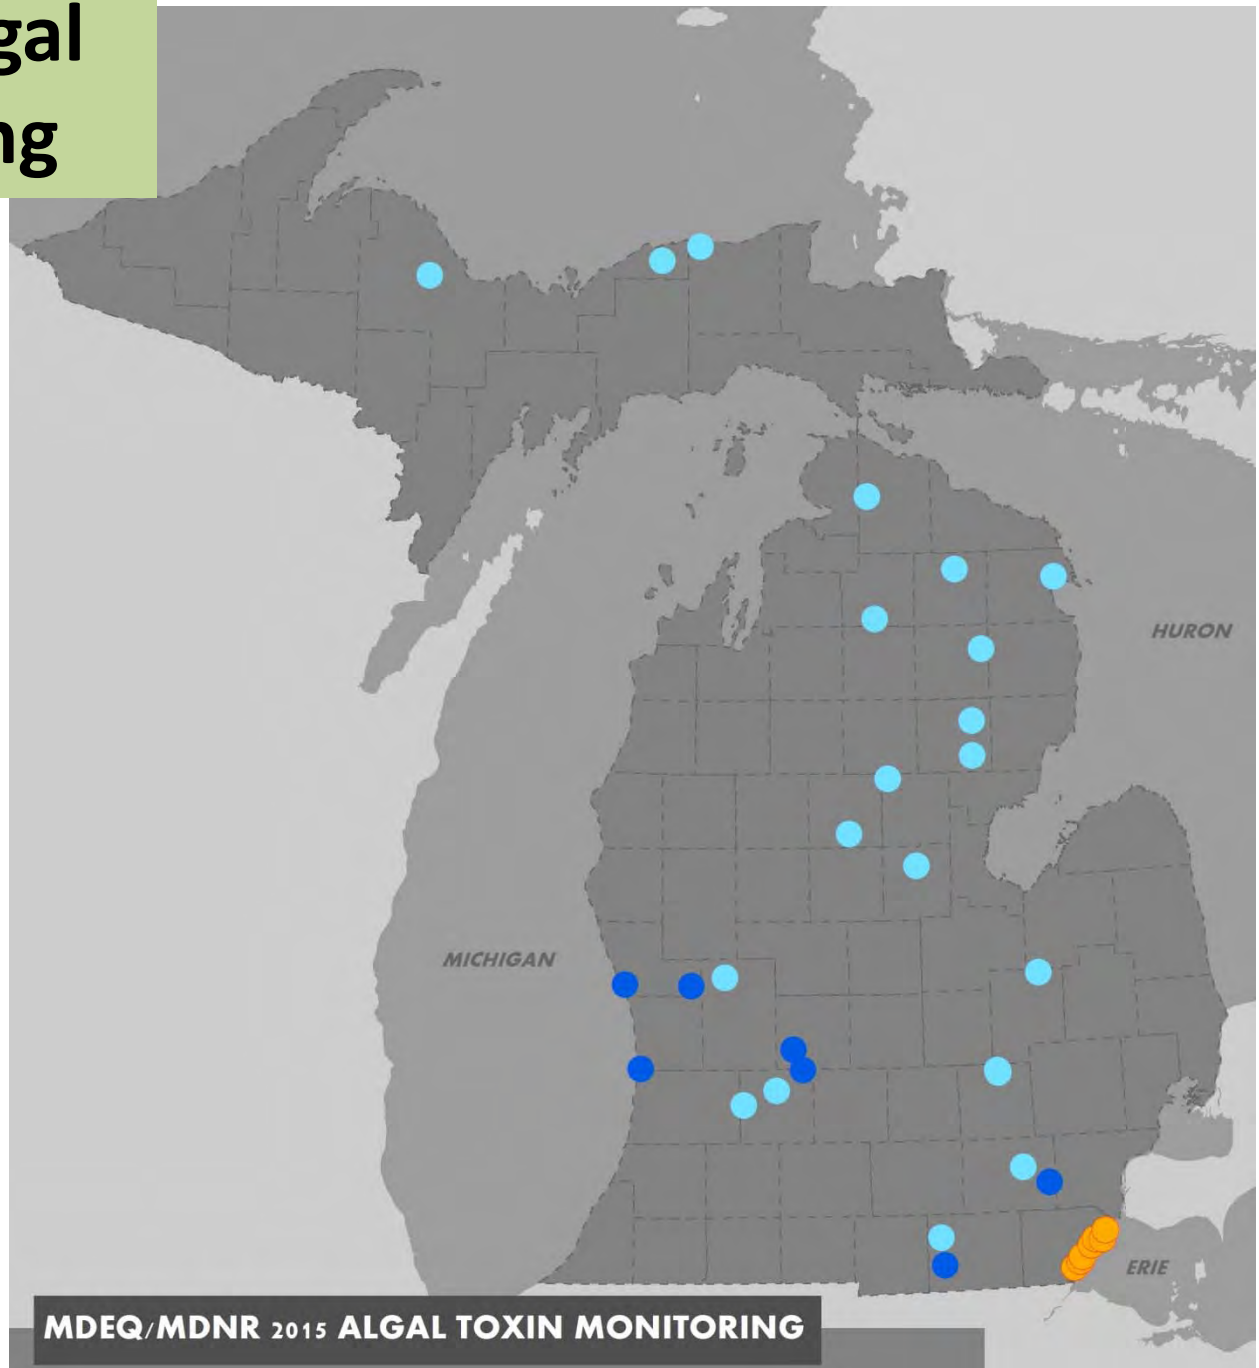 gal
ng
HURON
MICHIGAN
ERIE
MDEQ/MDNR 2015 ALGAL TOXIN MONITORING